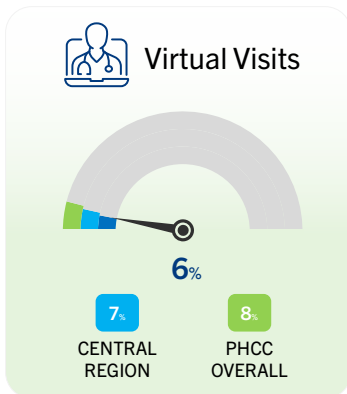 Virtual Visits
6%
7%
8%
CENTRAL
REGION
PHCC
OVERALL